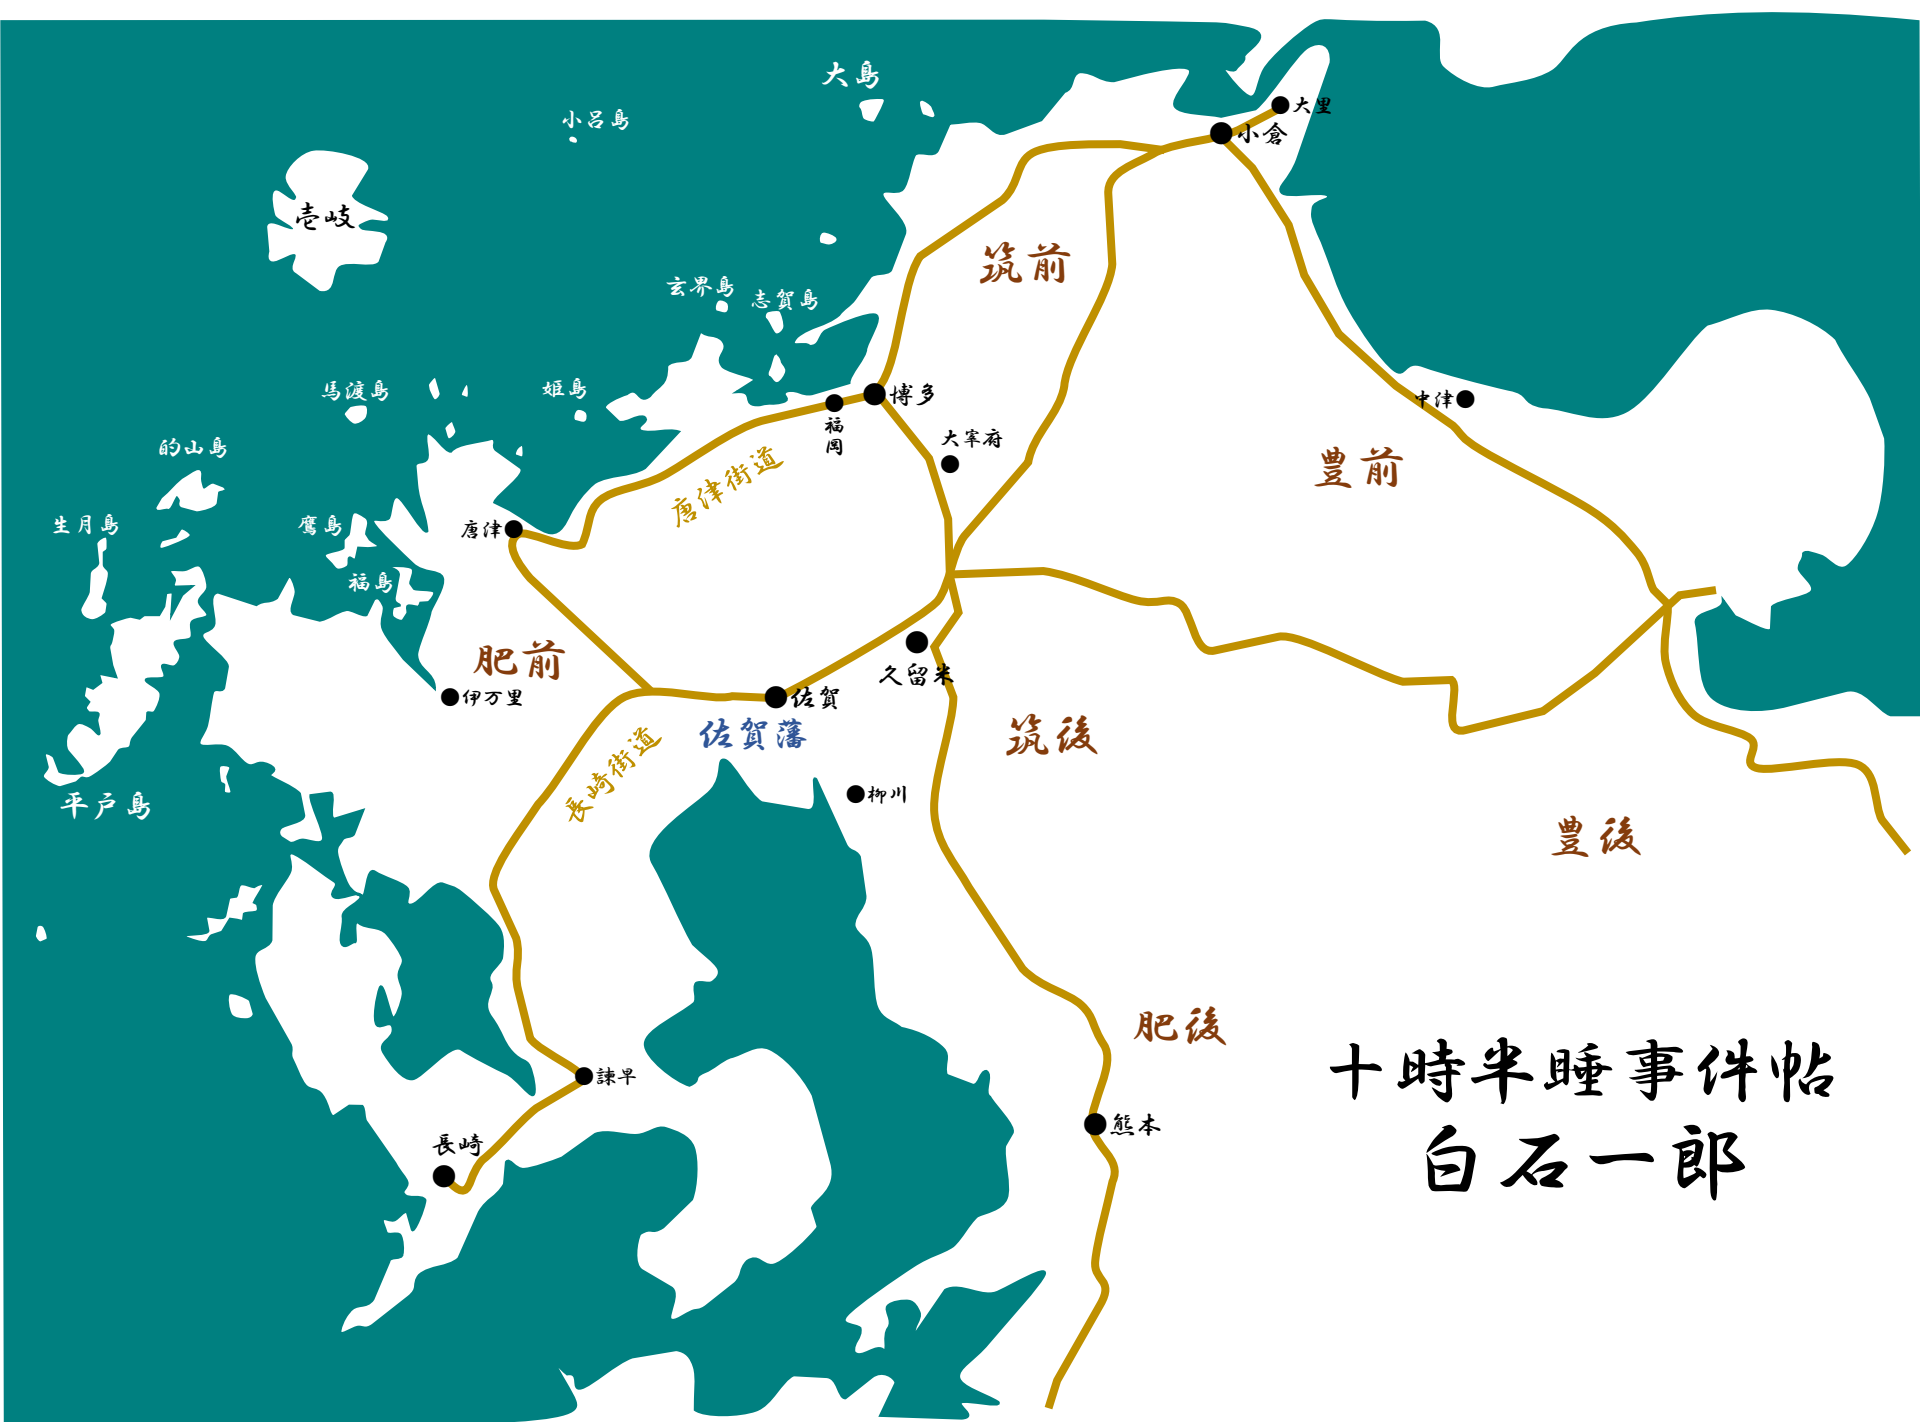 大島
大里
小呂島
小倉
壱岐
筑前
玄界島
志賀島
馬渡島
姫島
博多
中津
福岡
大宰府
的山島
豊前
唐津街道
生月島
鷹島
唐津
福島
肥前
久留米
伊万里
佐賀
佐賀藩
筑後
長崎街道
柳川
平戸島
豊後
肥後
諫早
熊本
長崎
十時半睡事件帖
白石一郎